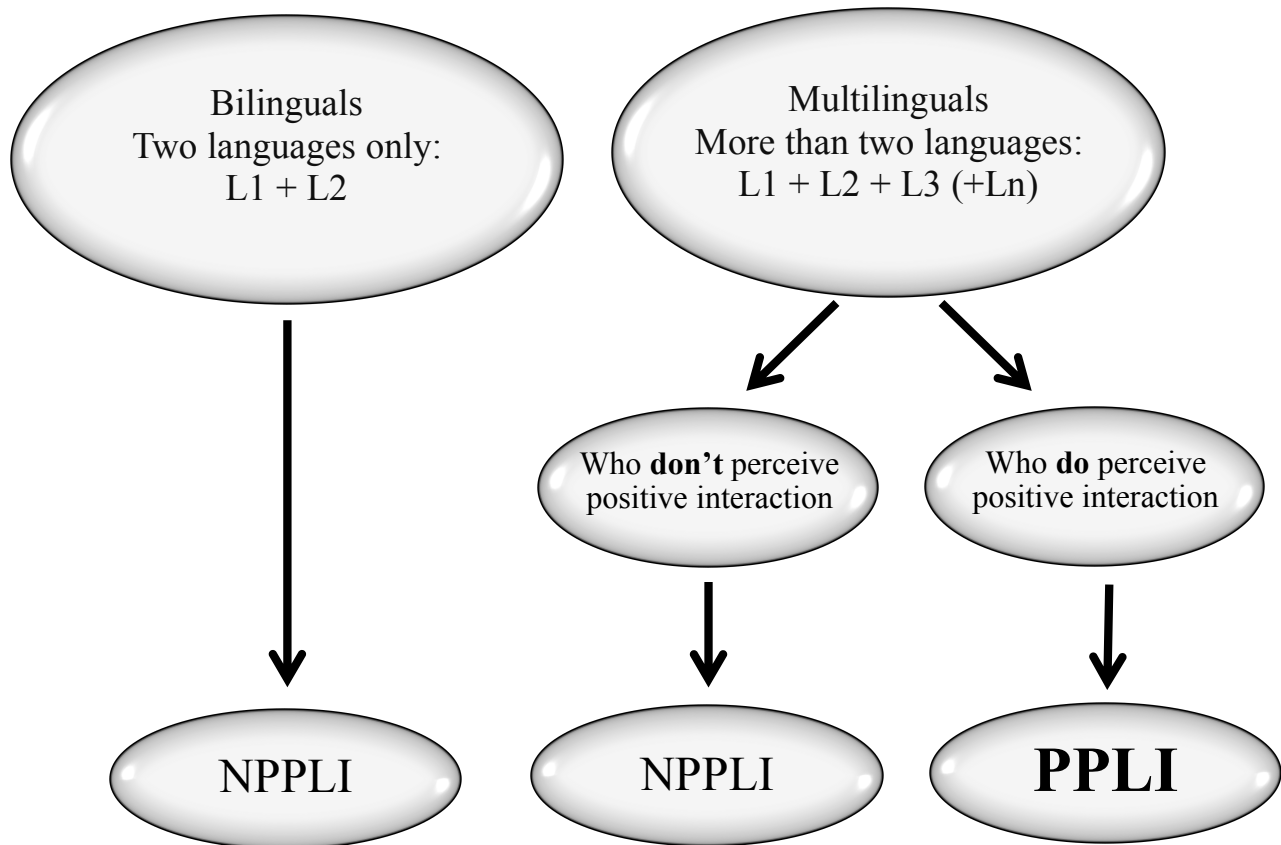 Bilinguals
Two languages only:
L1 + L2
Multilinguals
More than two languages:
L1 + L2 + L3 (+Ln)
Who don’t perceive
positive interaction
Who do perceive
positive interaction
NPPLI
NPPLI
PPLI